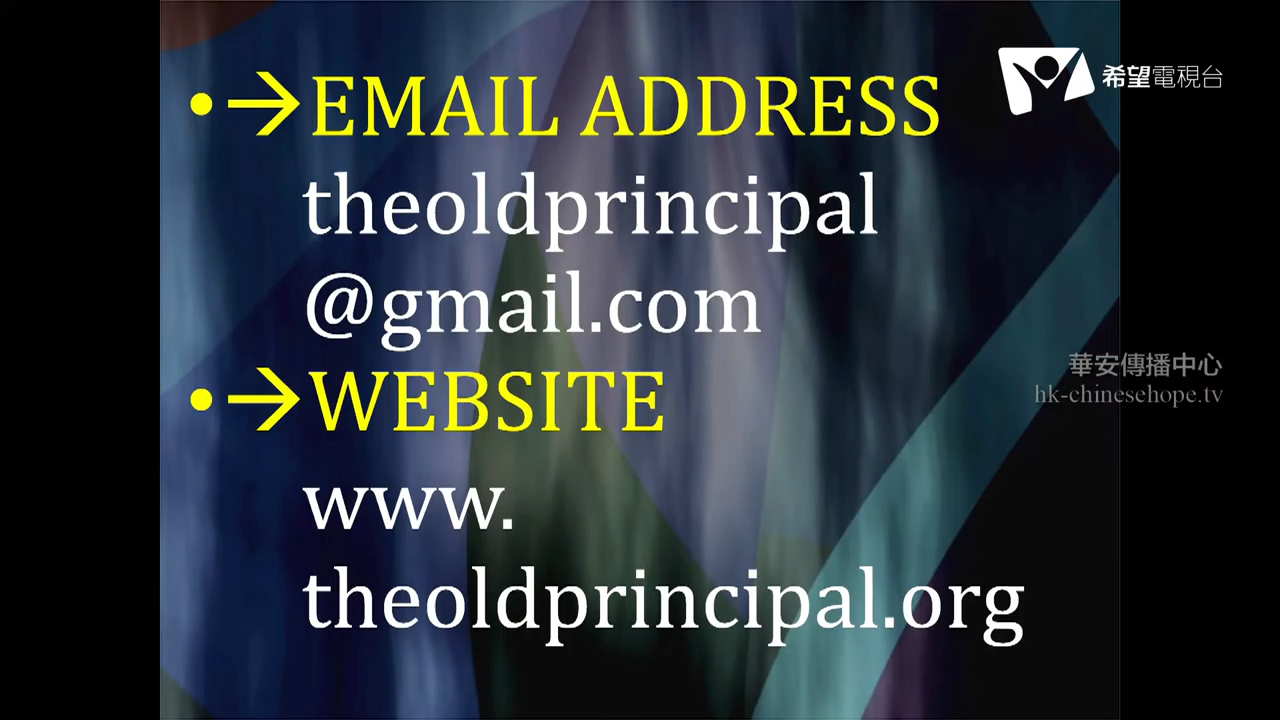 •→EMAIL ADDRESS
theoldprincipal
@gmail.com
•→WEBSITE
www.
theoldprincipal.org
希望電視台
華安傳播中心
hk-chinesehope.tv